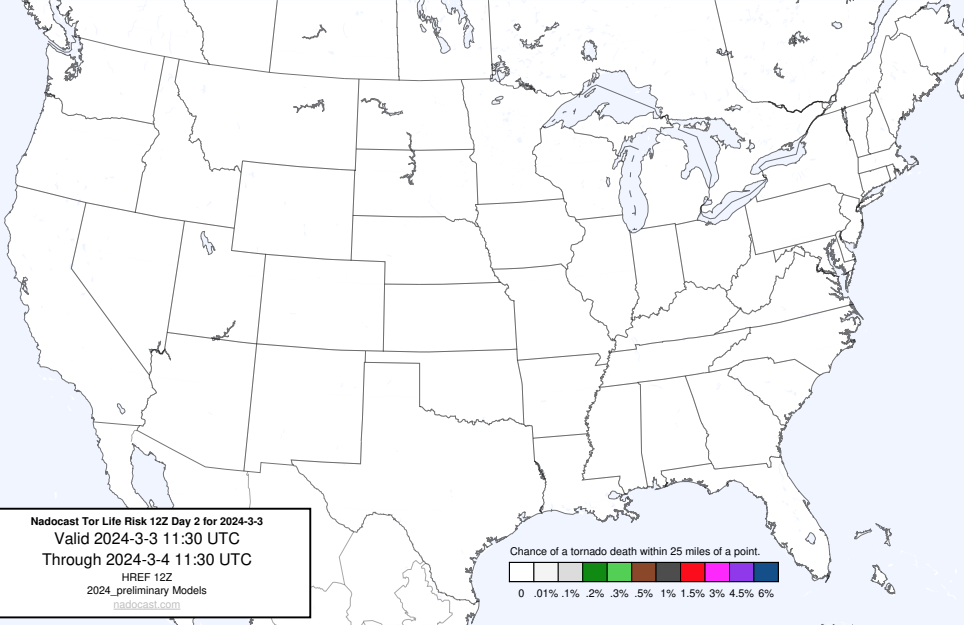 Nadocast Tor Life Risk 12Z Day 2 for 2024-3-3
Valid 2024-3-3 11:30 UTC
Through 2024-3-4 11:30 UTC
HREF 12Z
2024_preliminary Models
nadocast.com
Chance of a tornado death within 25 miles of a point.
0 .01% .1% .2% .3% .5% 1% 1.5% 3% 4.5% 6%